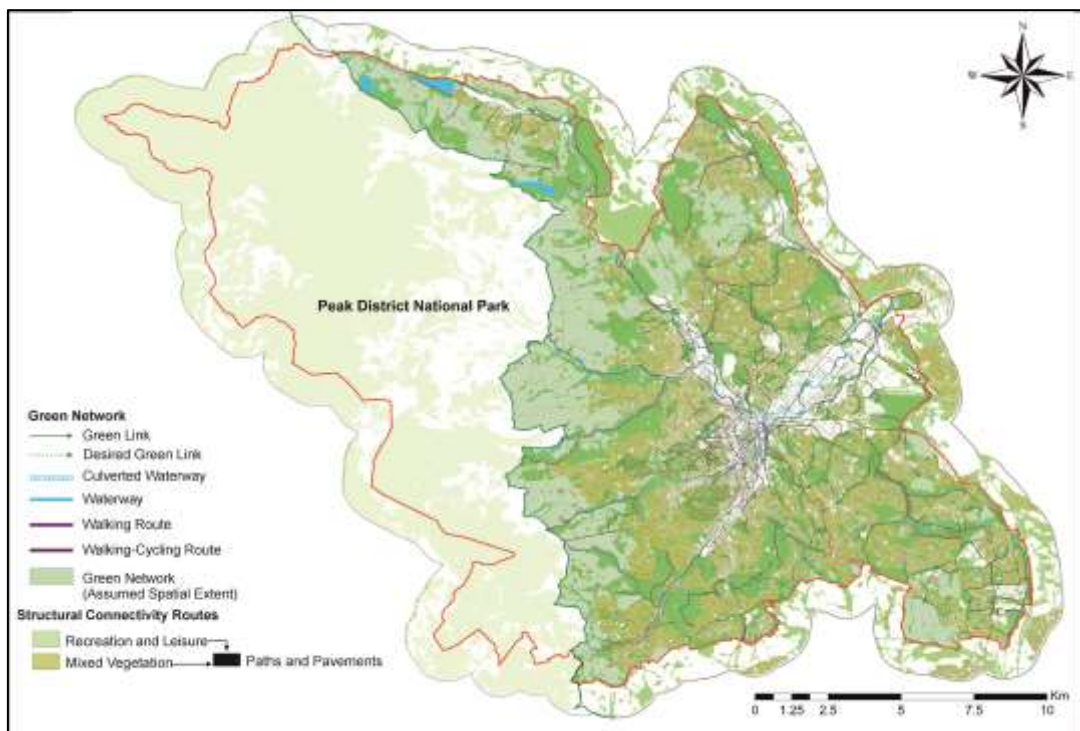 N
W
E
S
Peak District National Park
Green Network
Green Link
Desired Green Link
Culverted Waterway
Waterway
Walking Route
Walking-Cycling Route
Green Network
(Assumed Spatial Extent)
Structural Connectivity Routes
Recreation and Leisure
Mixed Vegetation
Paths and Pavements
Km
0 1.25 2.5 5 7.5 10